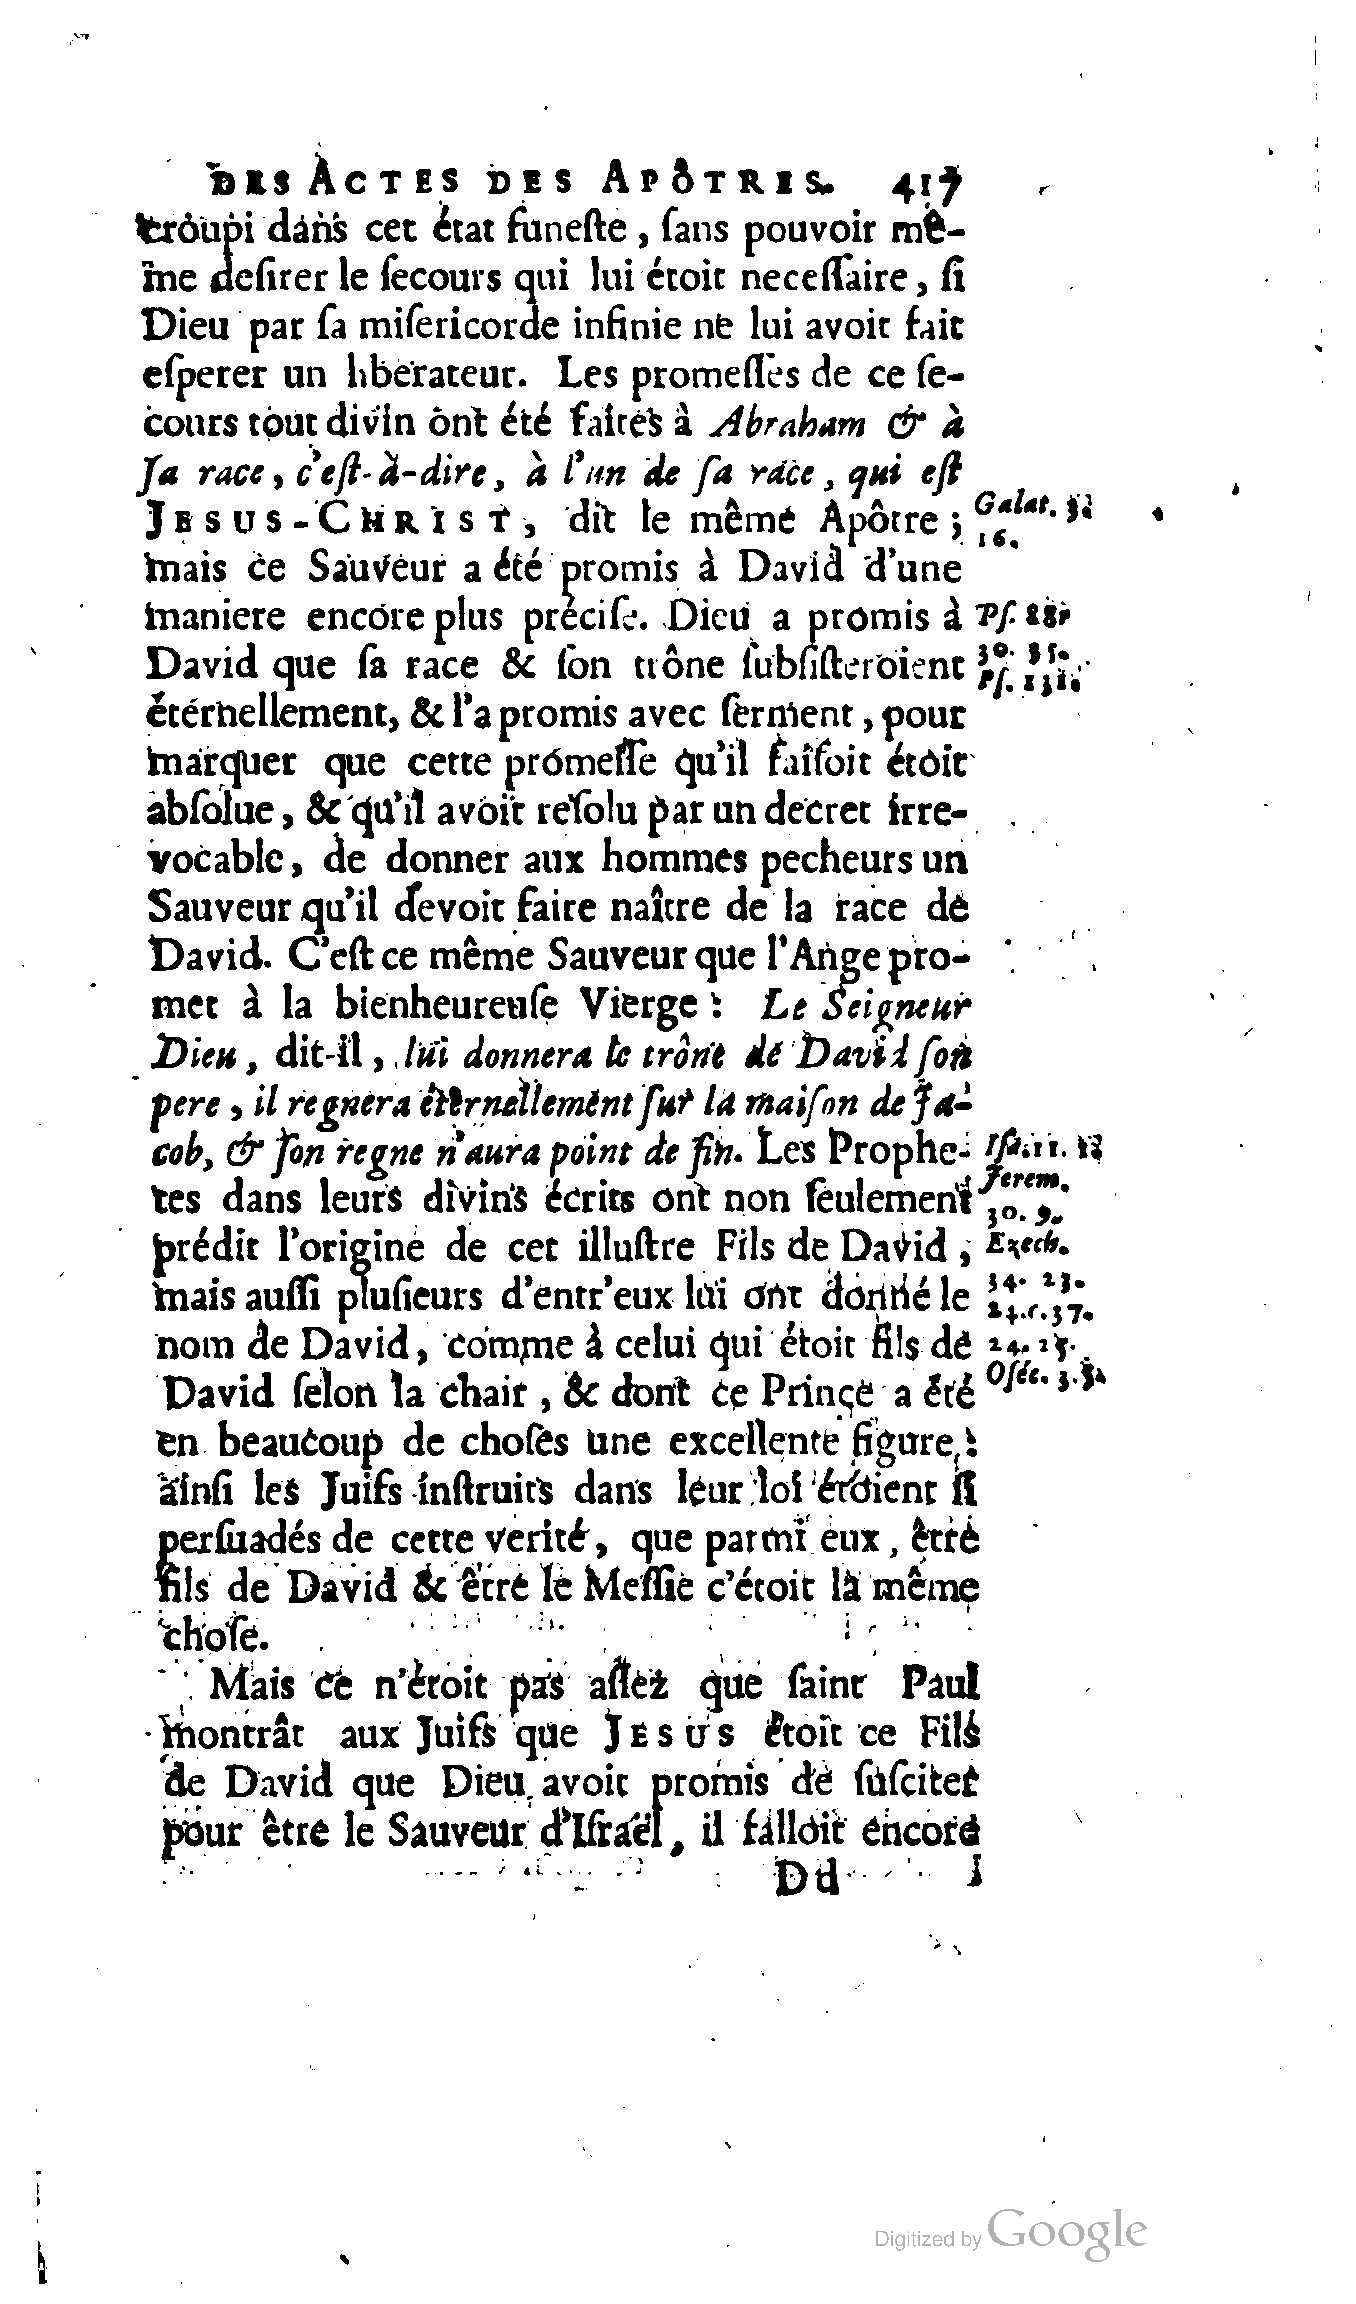 DES ACTES DES APÔTRES. 417
croupi dans cet état funeſte, ſans pouvoir mê-
me deſirer le ſecours qui lui étoit neceſſaire, ſi
Dieu par ſa miſericorde infinie ne lui avoit fait
eſperer un liberateur. Les promeſſes de ce ſe-
cours tout divin ont été faites à Abraham & à
ſa race, c'eſt-à-dire, à l'un de ſa race, qui eſt
JESUS-CHRIST, dit le même Apôtre;
Galat. 3.
16.
mais ce Sauveur a été promis à David d'une
maniere encore plus préciſe. Dieu a promis à
Pſ. 88.
David que ſa race & ſon trône ſubſiſteroient
30. 35.
Pſ. 131.
éternellement, & l'a promis avec ſerment, pour
marquer que cette promeſſe qu'il faiſoit étoit
abſolue, & qu'il avoit reſolu par un decret irre-
vocable, de donner aux hommes pecheurs un
Sauveur qu'il devoit faire naître de la race de
David. C'eſt ce même Sauveur que l'Ange pro-
met à la bienheureuſe Vierge: Le Seigneur
Dieu, dit-il, lui donnera le trône de David ſon
pere, il regnera éternellement ſur la maiſon de Ja-
cob, & ſon regne n'aura point de fin. Les Prophe-
Iſa. 11. 1.
tes dans leurs divins écrits ont non ſeulement
Jerem.
30. 9.
prédit l'origine de cet illuſtre Fils de David,
Ezech.
mais auſſi pluſieurs d'entr'eux lui ont donné le
34. 23.
24. c. 37.
nom de David, comme à celui qui étoit fils de
24. 25.
David ſelon la chair, & dont ce Prince a été
Oſée. 3. 5.
en beaucoup de choſes une excellente figure:
ainſi les Juifs inſtruits dans leur loi étoient ſi
perſuadés de cette verité, que parmi eux, être
fils de David & être le Meſſie c'étoit la même
choſe.
Mais ce n'étoit pas aſſez que ſaint Paul
montrât aux Juifs que JESUS étoit ce Fils
de David que Dieu avoit promis de ſuſciter
pour être le Sauveur d'Iſraël, il falloit encore
Dd
Digitized by Google